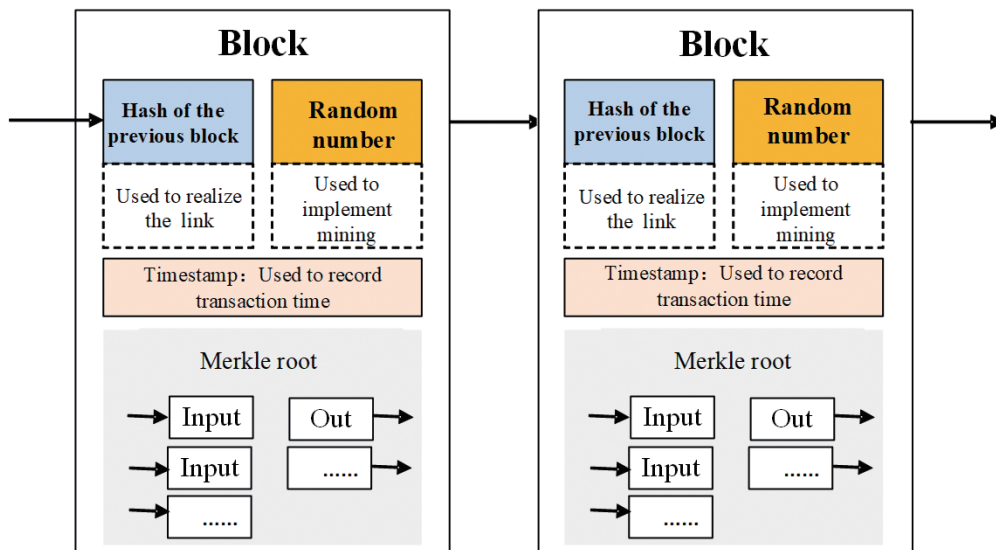 Block
Hash of the
previous block
Random
number
Used to realize
the link
Used to
implement
mining
Timestamp：Used to record
transaction time
Merkle root
Input
Out
Input
......
......
Block
Hash of the
previous block
Random
number
Used to realize
the link
Used to
implement
mining
Timestamp：Used to record
transaction time
Merkle root
Input
Out
Input
......
......